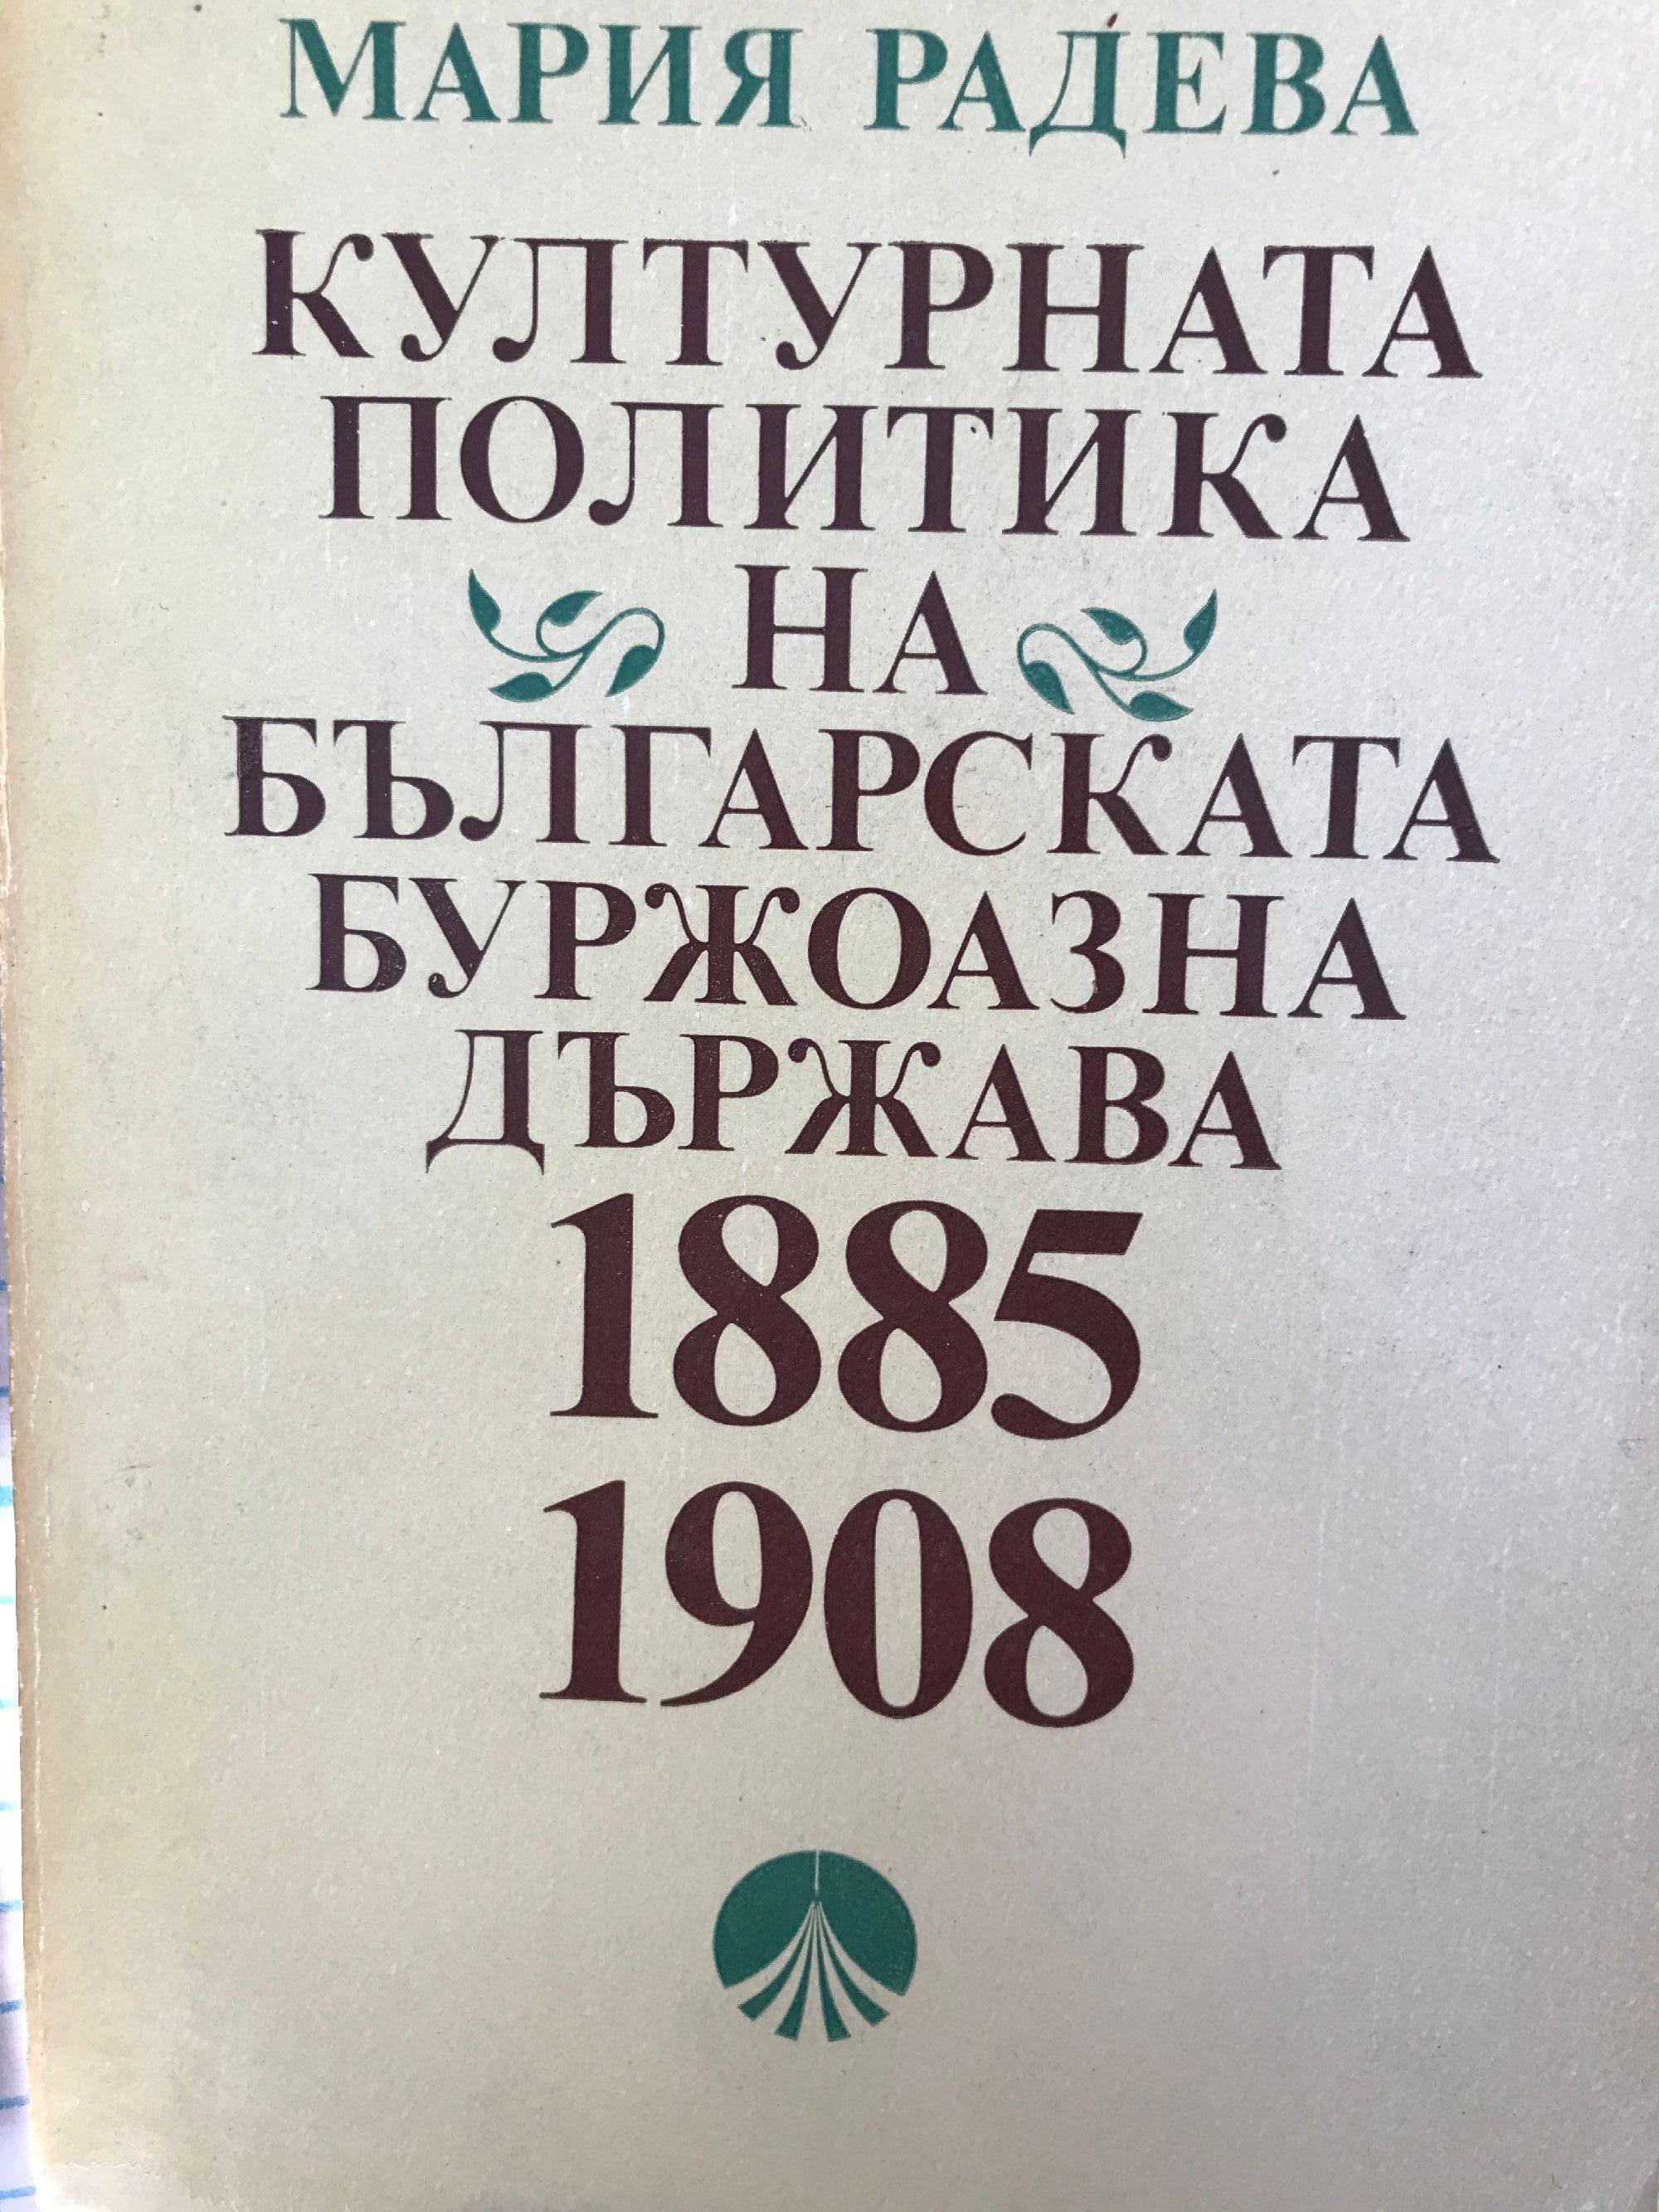 МАРИЯ РАДЕВА
КУЛТУРНАТА
ПОЛИТИКА
НА
БЪЛГАРСКАТА
БУРЖОАЗНА
ДЪРЖАВА
1885
1908